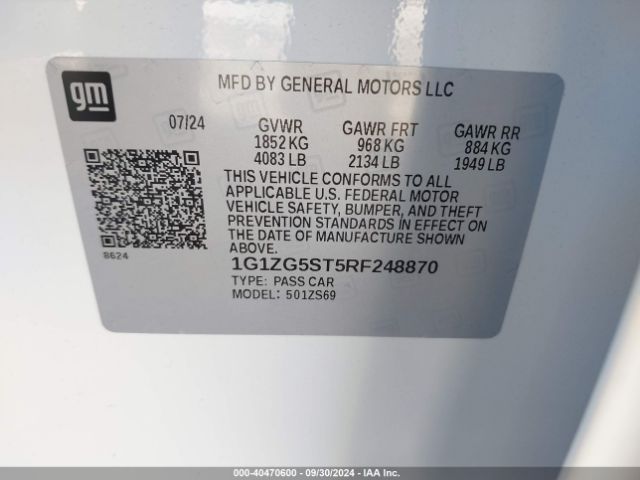 gm
MFD BY GENERAL MOTORS LLC
07/24
GVWR GAWR FRT GAWR RR
1852 KG 968 KG 884 KG
4083 LB 2134 LB 1949 LB
THIS VEHICLE CONFORMS TO ALL
APPLICABLE U.S. FEDERAL MOTOR
VEHICLE SAFETY, BUMPER, AND THEFT
PREVENTION STANDARDS IN EFFECT ON
THE DATE OF MANUFACTURE SHOWN
ABOVE.
8624
1G1ZG5ST5RF248870
TYPE: PASS CAR
MODEL: 501ZS69
000-40470600 - 09/30/2024 - IAA Inc.